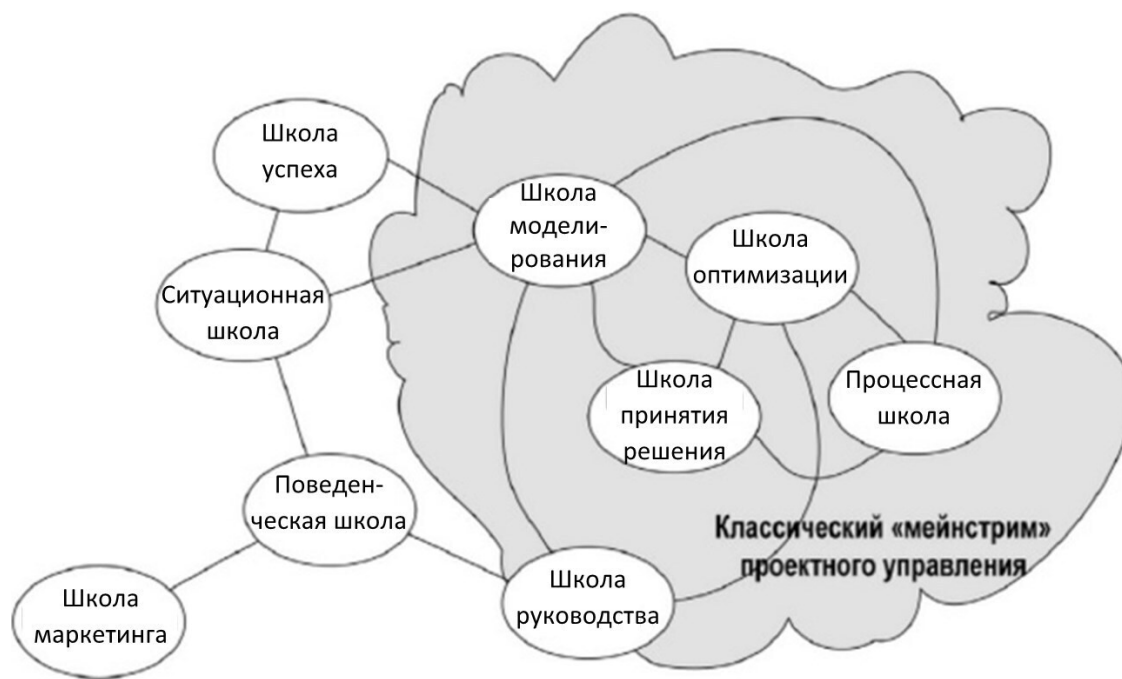 Школа
успеха
Школа
модели-
рования
Школа
оптимизации
Ситуационная
школа
Школа
принятия
решения
Процессная
школа
Поведен-
ческая школа
Классический «мейнстрим»
проектного управления
Школа
руководства
Школа
маркетинга